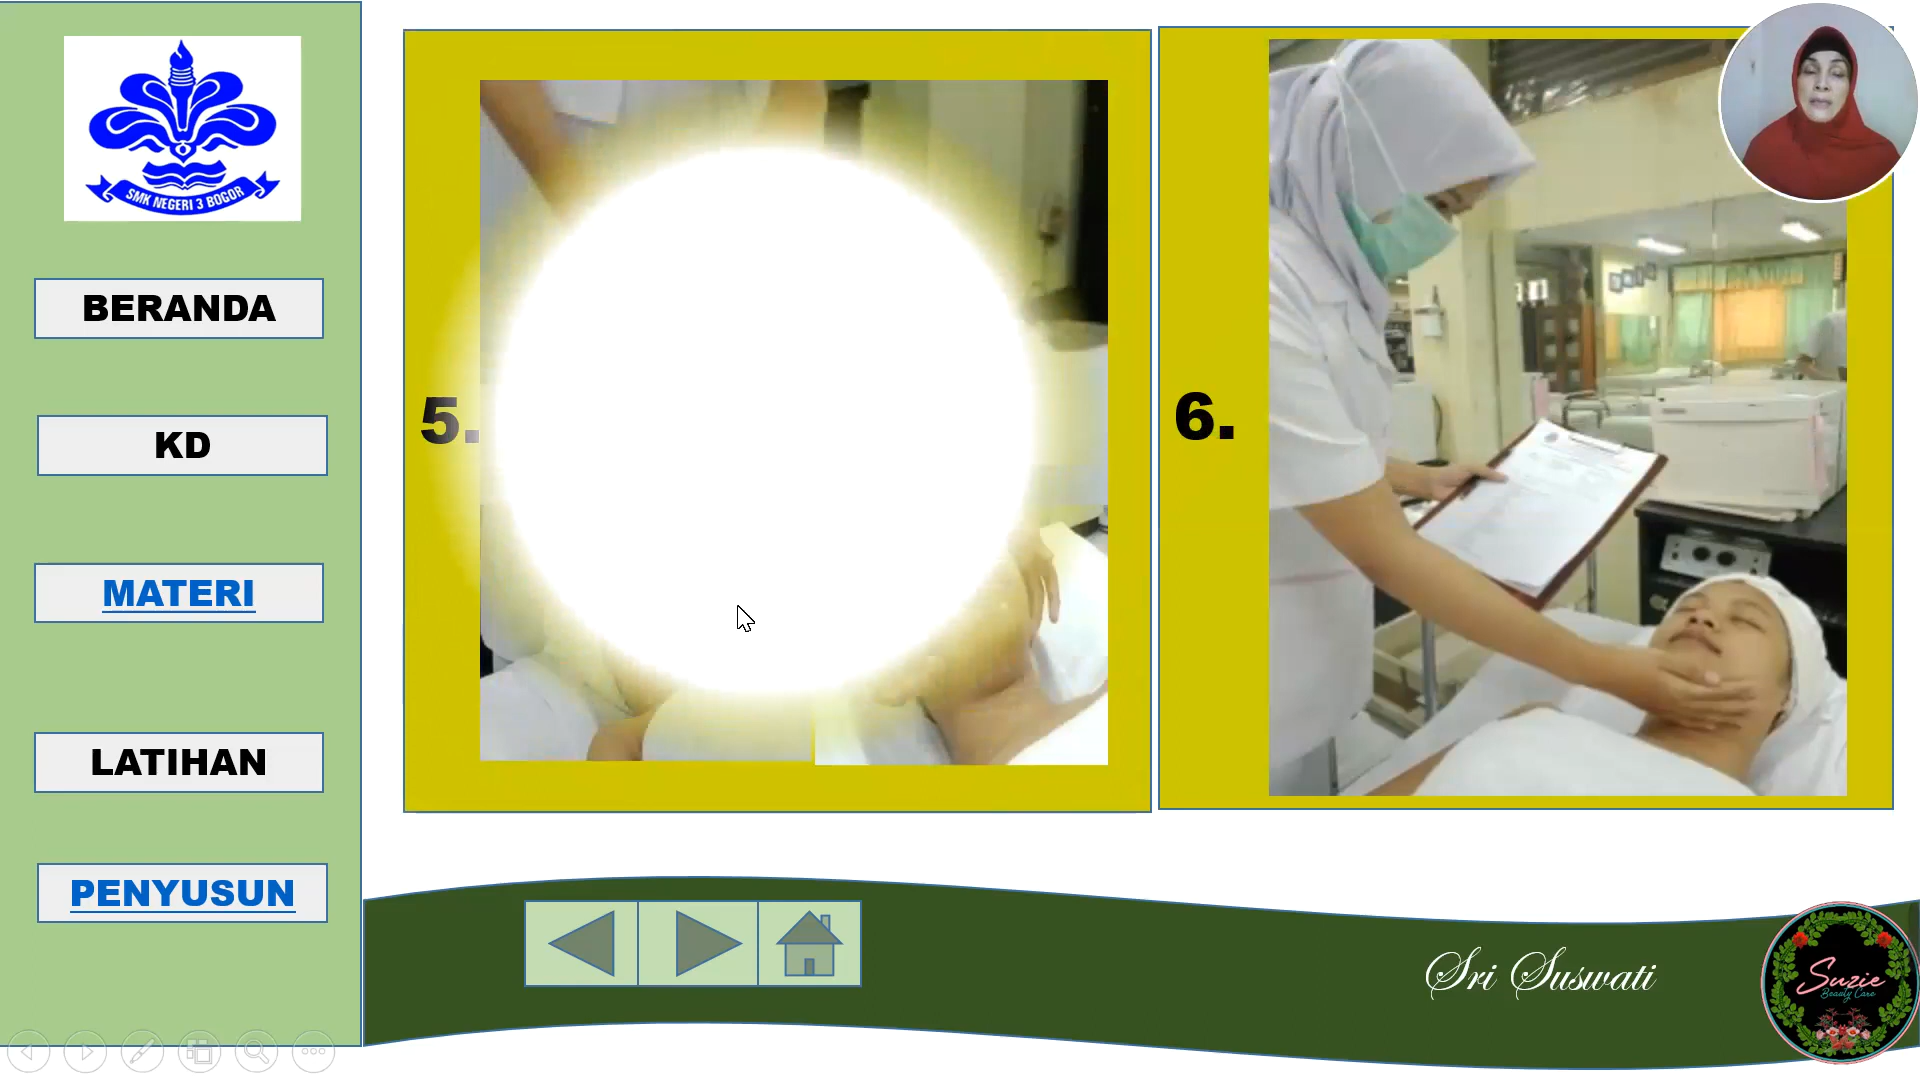 SMK NEGERI 3 BOGOR
BERANDA
KD
MATERI
LATIHAN
PENYUSUN
5.
6.
Sri Suswati
Suzie
Beauty Care